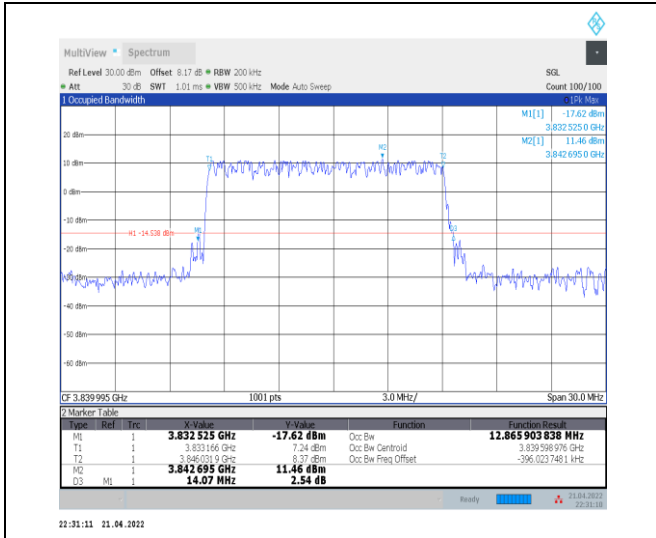 MultiView Spectrum
Ref Level 30.00 dBm Offset 8.17 dB RBW 200 kHz SGL
Att 30 dB SWT 1.01 ms VBW 500 kHz Mode Auto Sweep Count 100/100
1 Occupied Bandwidth 1Pk Max
M1[1] -17.62 dBm
3.832 525 0 GHz
M2[1] 11.46 dBm
3.842 695 0 GHz
20 dBm
M2
10 dBm
T1
T2
0 dBm
-10 dBm
H1 -14.538 dBm
M1
D3
-20 dBm
-30 dBm
-40 dBm
-50 dBm
-60 dBm
CF 3.839 995 GHz 1001 pts 3.0 MHz/ Span 30.0 MHz
2 Marker Table
Type Ref Trc X-Value Y-Value Function Function Result
M1 1 3.832 525 GHz -17.62 dBm Occ Bw 12.865 903 838 MHz
T1 1 3.833 166 GHz 7.24 dBm Occ Bw Centroid 3.839 598 976 GHz
T2 1 3.846 031 9 GHz 8.37 dBm Occ Bw Freq Offset -396.023 748 1 kHz
M2 1 3.842 695 GHz 11.46 dBm
D3 M1 1 14.07 MHz 2.54 dB
Ready 21.04.2022
22:31:10
22:31:11 21.04.2022